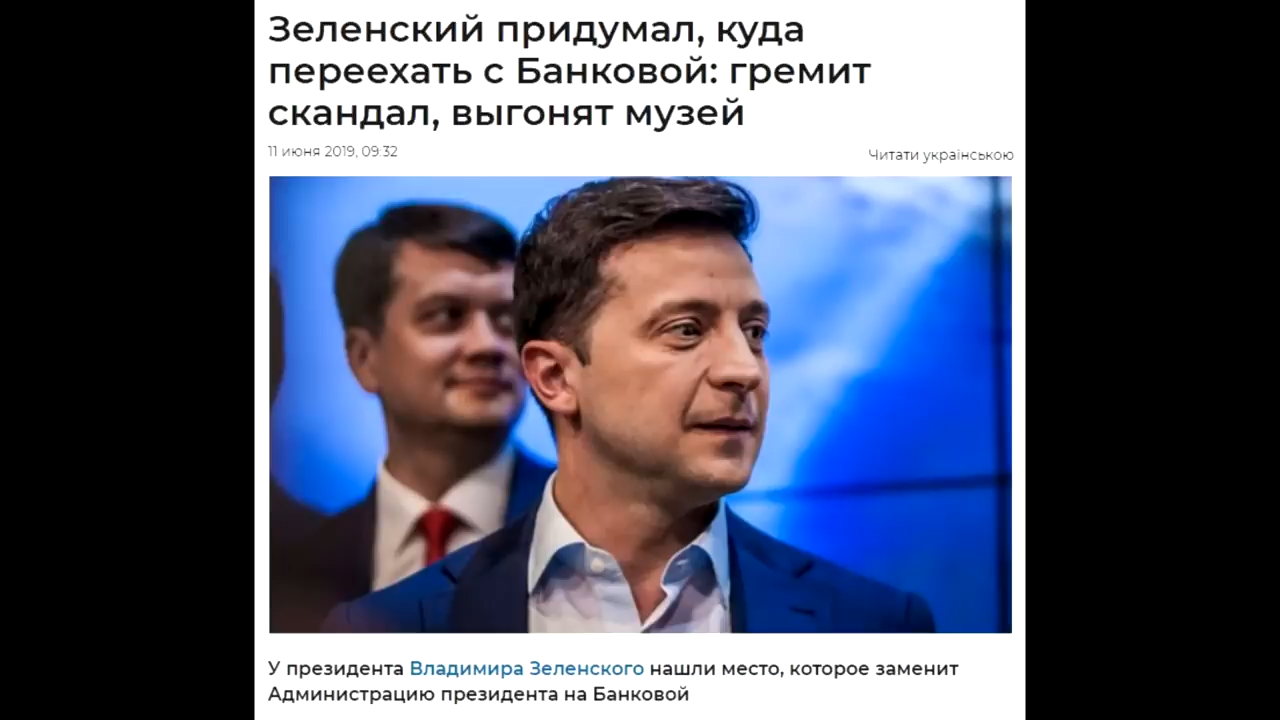 Зеленский придумал, куда
переехать с Банковой: гремит
скандал, выгонят музей
11 июня 2019, 09:32
Читати українською
У президента Владимира Зеленского нашли место, которое заменит
Администрацию президента на Банковой